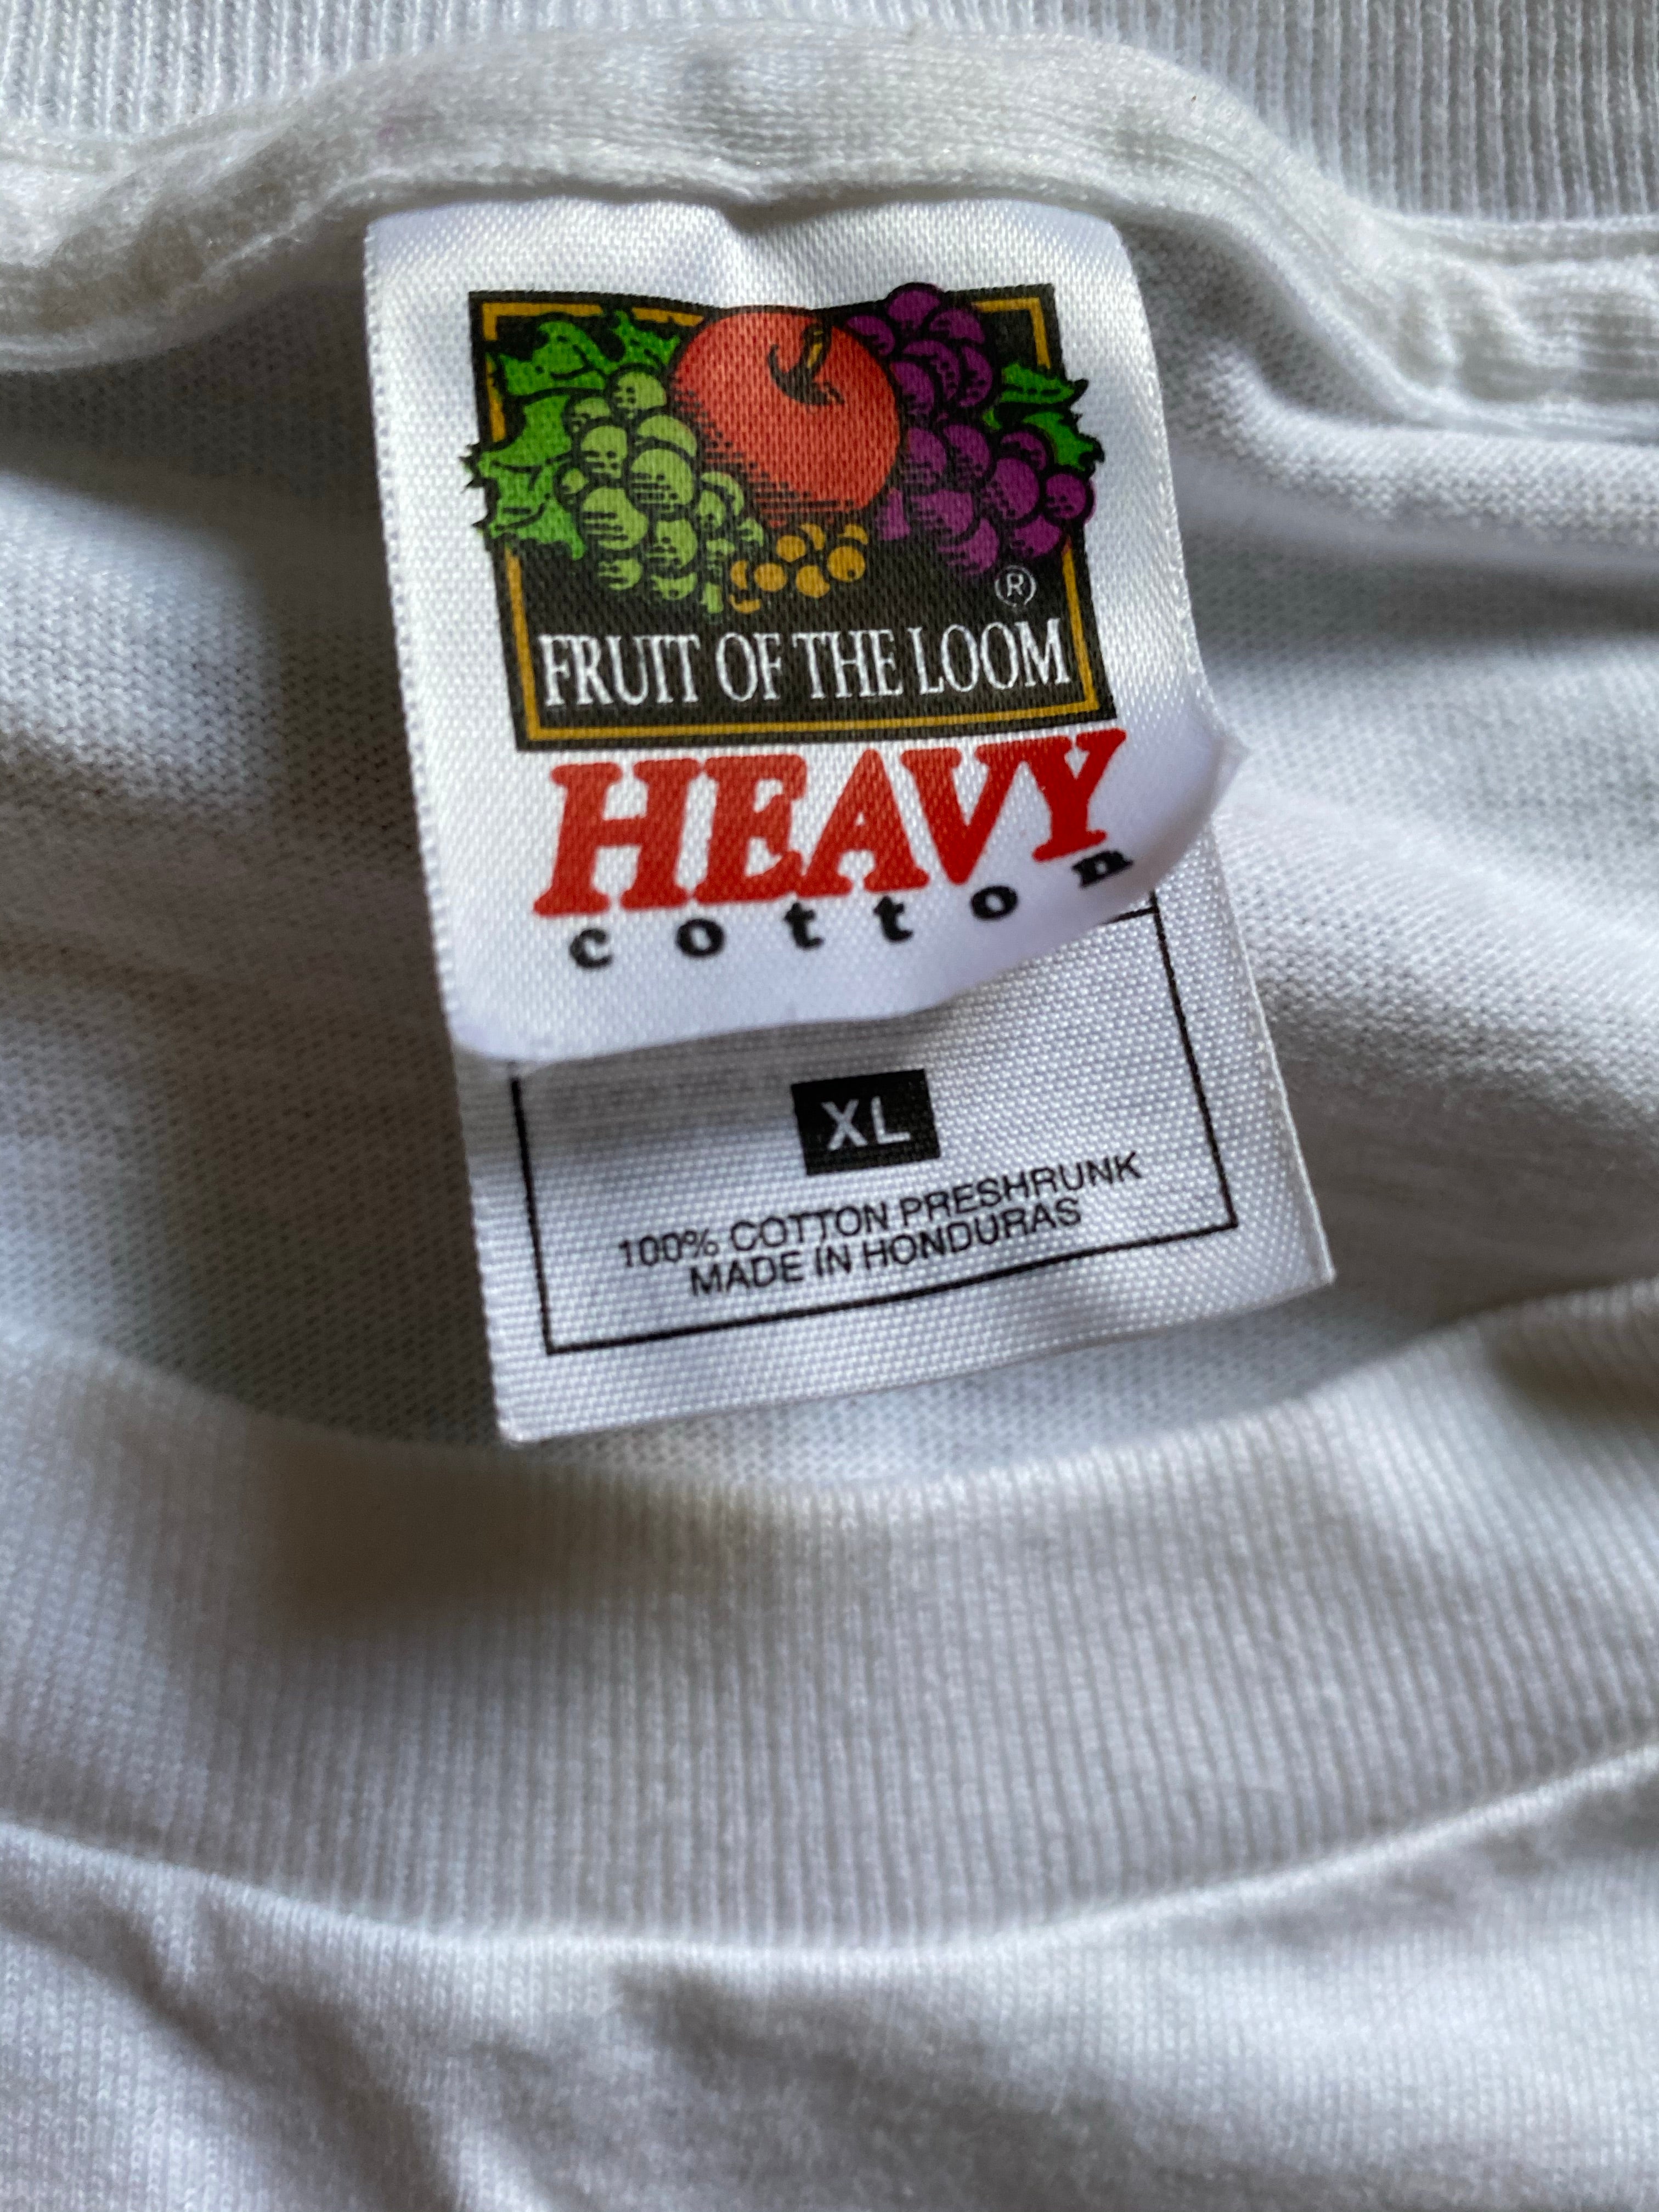 ®
FRUIT OF THE LOOM
HEAVY
cotton
XL
100% COTTON PRESHRUNK
MADE IN HONDURAS